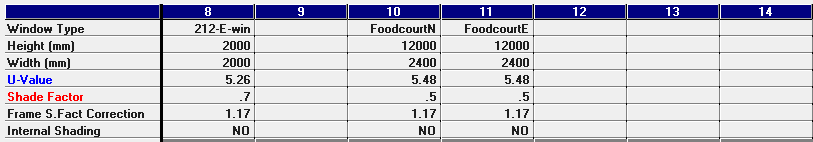 8 9 10 11 12 13 14
Window Type 212-E-win FoodcourtN FoodcourtE
Height (mm) 2000 12000 12000
Width (mm) 2000 2400 2400
U-Value 5.26 5.48 5.48
Shade Factor .7 .5 .5
Frame S.Fact Correction 1.17 1.17 1.17
Internal Shading NO NO NO